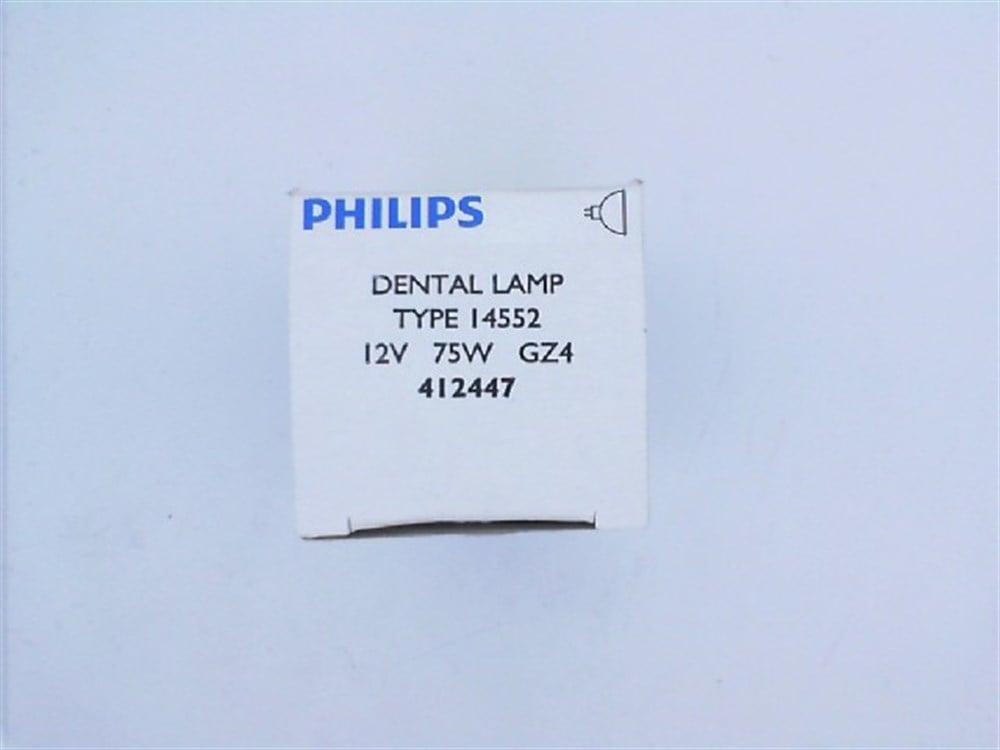 PHILIPS
DENTAL LAMP
TYPE 14552
12V 75W GZ4
412447